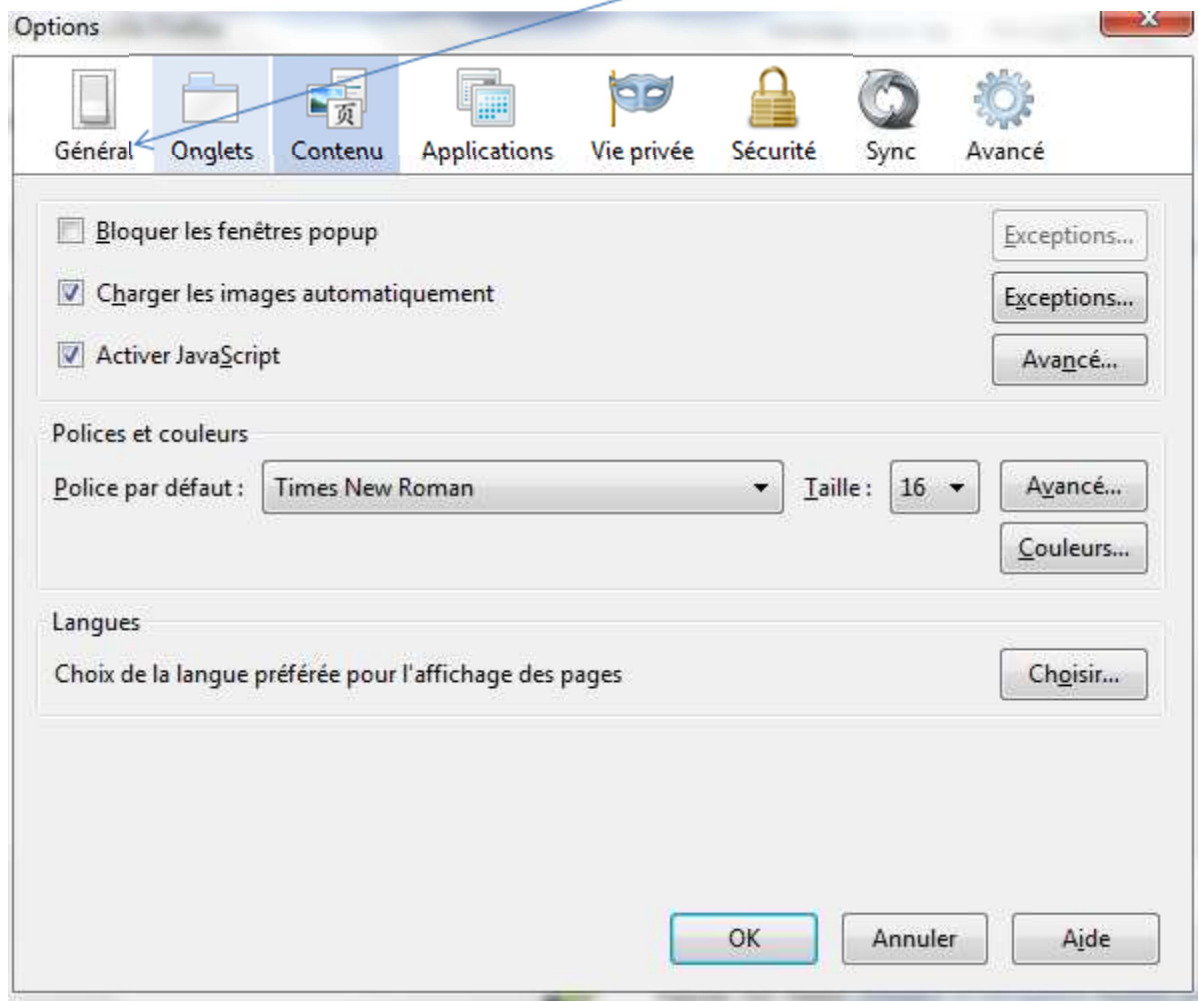 Options
Général Onglets Contenu Applications Vie privée Sécurité Sync Avancé
页
Bloquer les fenêtres popup Exceptions...
Charger les images automatiquement Exceptions...
Activer JavaScript Avancé...
Polices et couleurs
Police par défaut : Times New Roman Taille : 16 Avancé...
Couleurs...
Langues
Choix de la langue préférée pour l'affichage des pages Choisir...
OK Annuler Aide